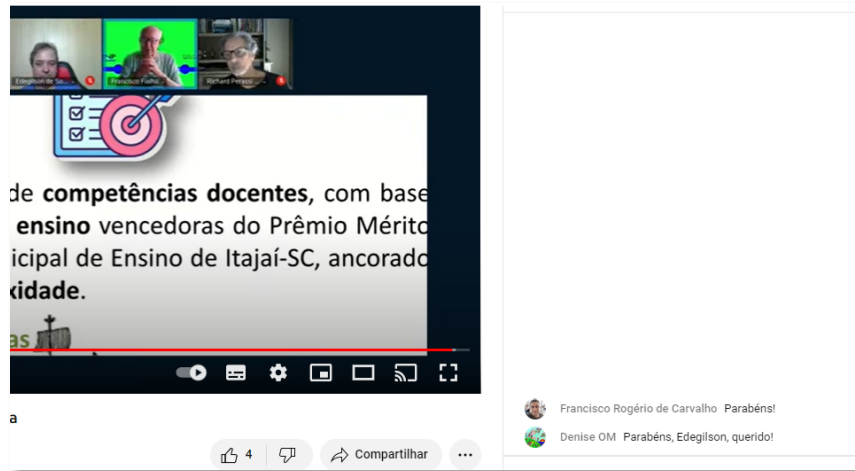 Edegilson de So...
Francisco Fialho
Richard Perassi ...
de competências docentes, com base
ensino vencedoras do Prêmio Mérito
icipal de Ensino de Itajaí-SC, ancorado
xidade.
as
a
4
Compartilhar
Francisco Rogério de Carvalho Parabéns!
Denise OM Parabéns, Edegilson, querido!